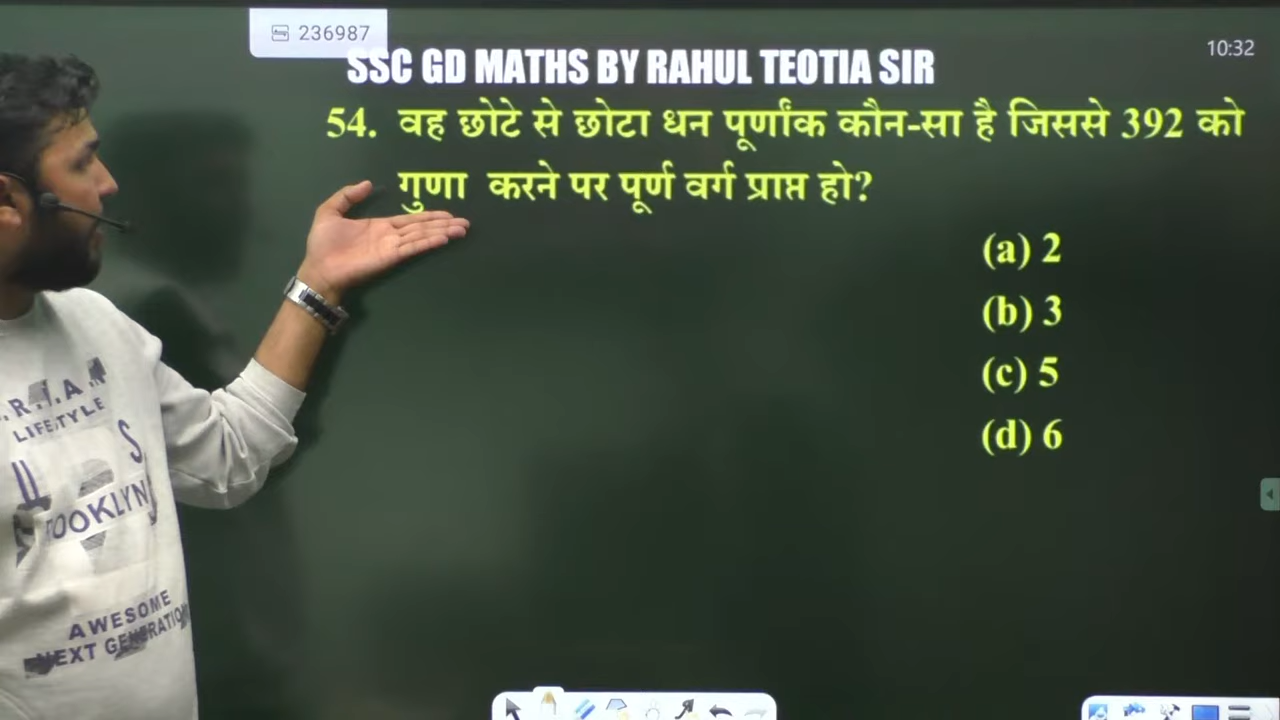 236987
10:32
SSC GD MATHS BY RAHUL TEOTIA SIR
54. वह छोटे से छोटा धन पूर्णांक कौन-सा है जिससे 392 को
गुणा करने पर पूर्ण वर्ग प्राप्त हो?
(a) 2
(b) 3
(c) 5
(d) 6
LIFESTYLE
AWESOME
NEXT GENERATION